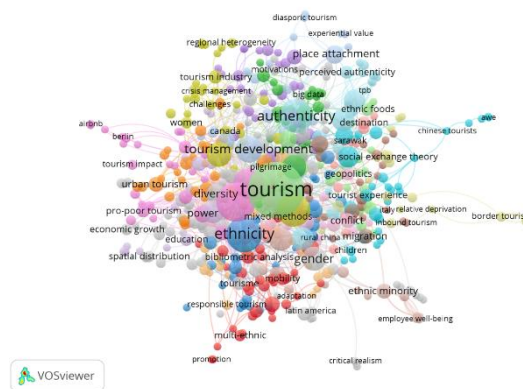 diasporic tourism
experiential value
regional heterogeneity
place attachment
motivations
perceived authenticity
tourism industry
crisis management
big data
tpb
challenges
ethnic foods
awe
authenticity
destination
women
chinese tourists
airbnb
canada
sarawak
berlin
tourism development
social exchange theory
pilgrimage
tourism impact
geopolitics
urban tourism
tourism
tourist experience
diversity
pro-poor tourism
power
mixed methods
italy
relative deprivation
border touris
conflict
inbound tourism
economic growth
ethnicity
rural china
migration
education
children
spatial distribution
bibliometric analysis
gender
tourisme
mobility
ethnic minority
adaptation
responsible tourism
latin america
employee well-being
multi-ethnic
promotion
critical realism
VOSviewer